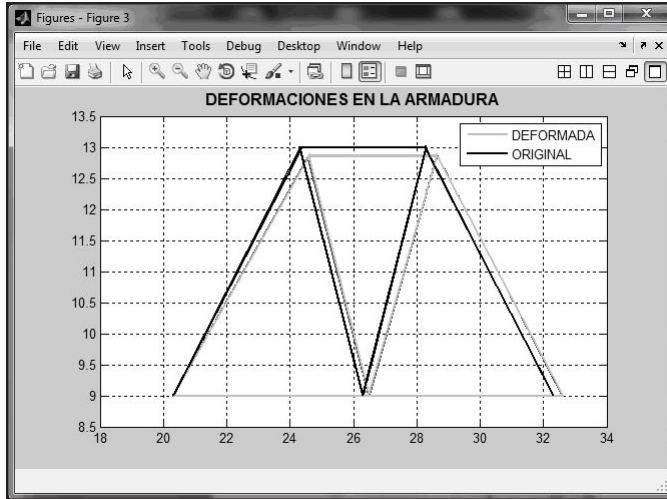 Figures - Figure 3
File Edit View Insert Tools Debug Desktop Window Help
DEFORMACIONES EN LA ARMADURA
DEFORMADA
ORIGINAL
13.5
13
12.5
12
11.5
11
10.5
10
9.5
9
8.5
18 20 22 24 26 28 30 32 34